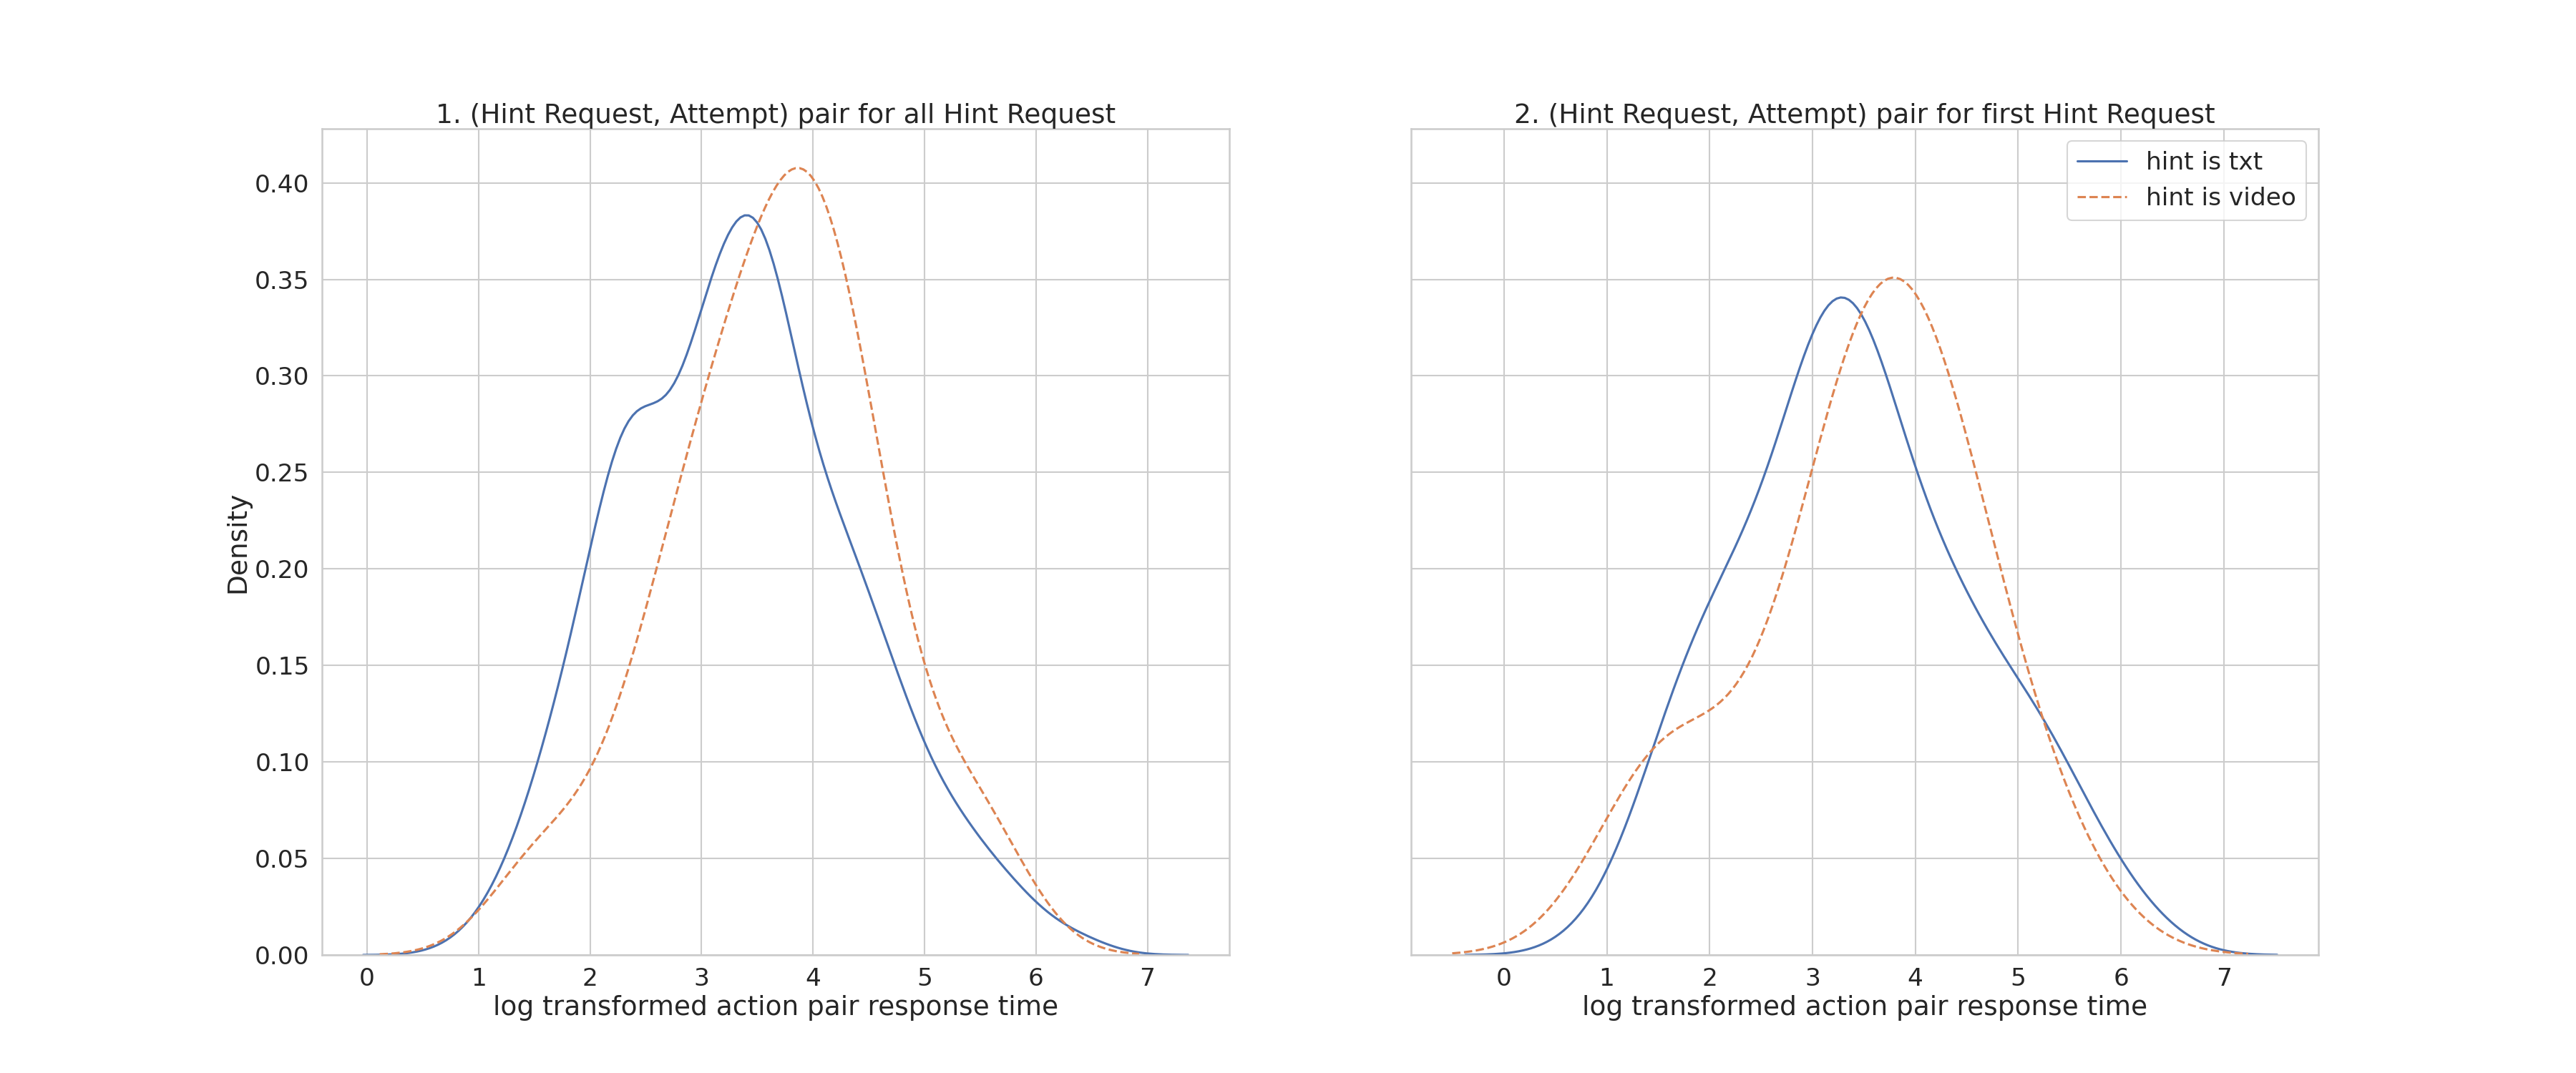 1. (Hint Request, Attempt) pair for all Hint Request
Density
0.40
0.35
0.30
0.25
0.20
0.15
0.10
0.05
0.00
0 1 2 3 4 5 6 7
log transformed action pair response time
2. (Hint Request, Attempt) pair for first Hint Request
hint is txt
hint is video
0 1 2 3 4 5 6 7
log transformed action pair response time